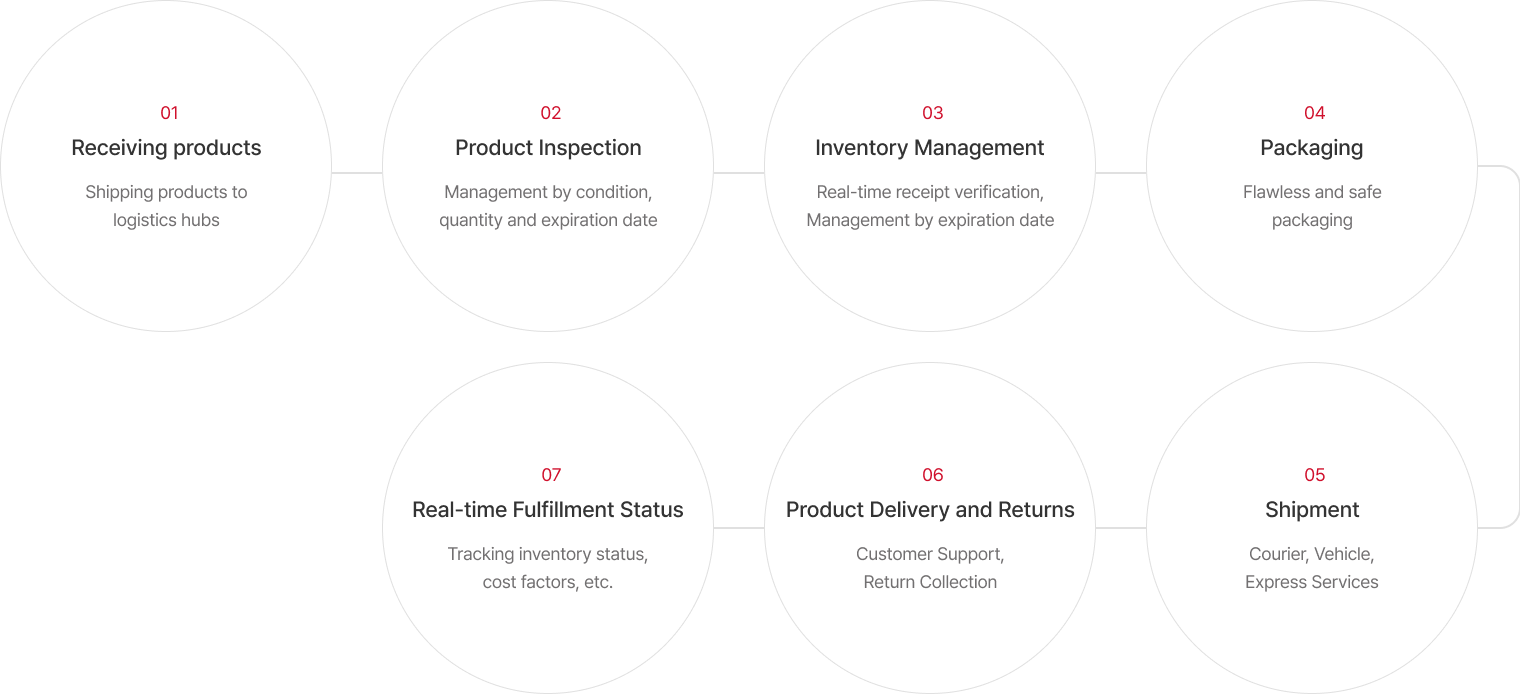 01
Receiving products
Shipping products to
logistics hubs
02
Product Inspection
Management by condition,
quantity and expiration date
03
Inventory Management
Real-time receipt verification,
Management by expiration date
04
Packaging
Flawless and safe
packaging
05
Shipment
Courier, Vehicle,
Express Services
06
Product Delivery and Returns
Customer Support,
Return Collection
07
Real-time Fulfillment Status
Tracking inventory status,
cost factors, etc.